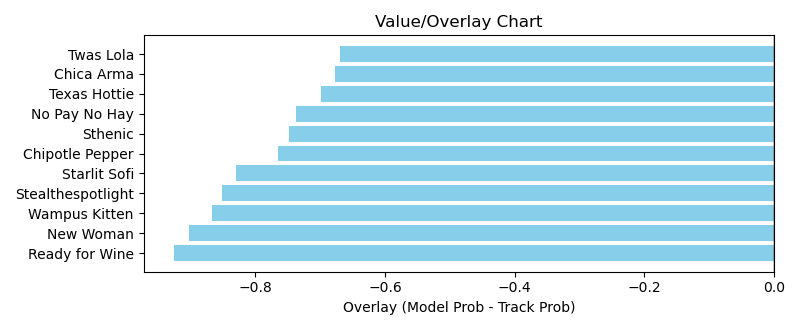 Value/Overlay Chart
Twas Lola
Chica Arma
Texas Hottie
No Pay No Hay
Sthenic
Chipotle Pepper
Starlit Sofi
Stealthespotlight
Wampus Kitten
New Woman
Ready for Wine
−0.8 −0.6 −0.4 −0.2 0.0
Overlay (Model Prob - Track Prob)